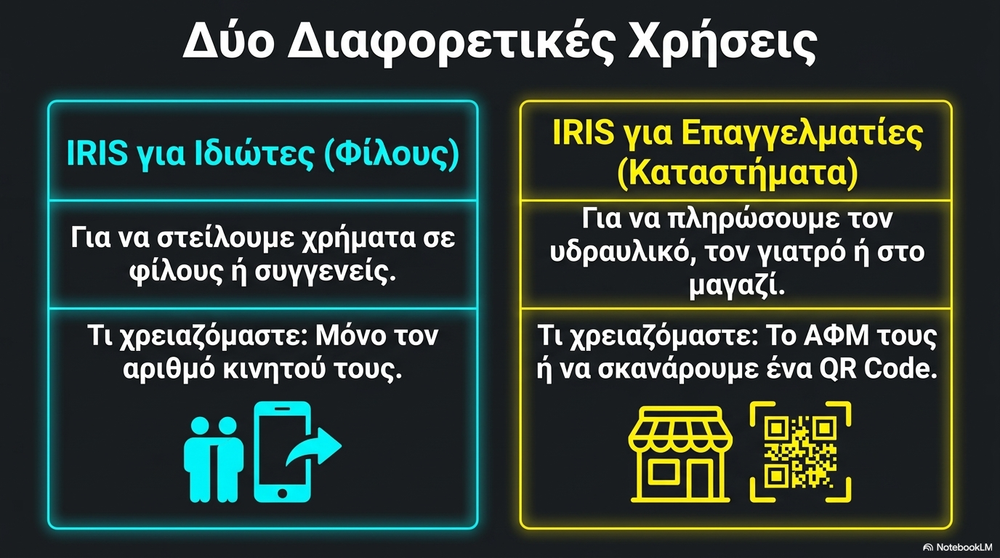 Δύο Διαφορετικές Χρήσεις
IRIS για Ιδιώτες (Φίλους)
Για να στείλουμε χρήματα σε
φίλους ή συγγενείς.
Τι χρειαζόμαστε: Μόνο τον
αριθμό κινητού τους.
IRIS για Επαγγελματίες
(Καταστήματα)
Για να πληρώσουμε τον
υδραυλικό, τον γιατρό ή στο
μαγαζί.
Τι χρειαζόμαστε: Το ΑΦΜ τους
ή να σκανάρουμε ένα QR Code.
NotebookLM